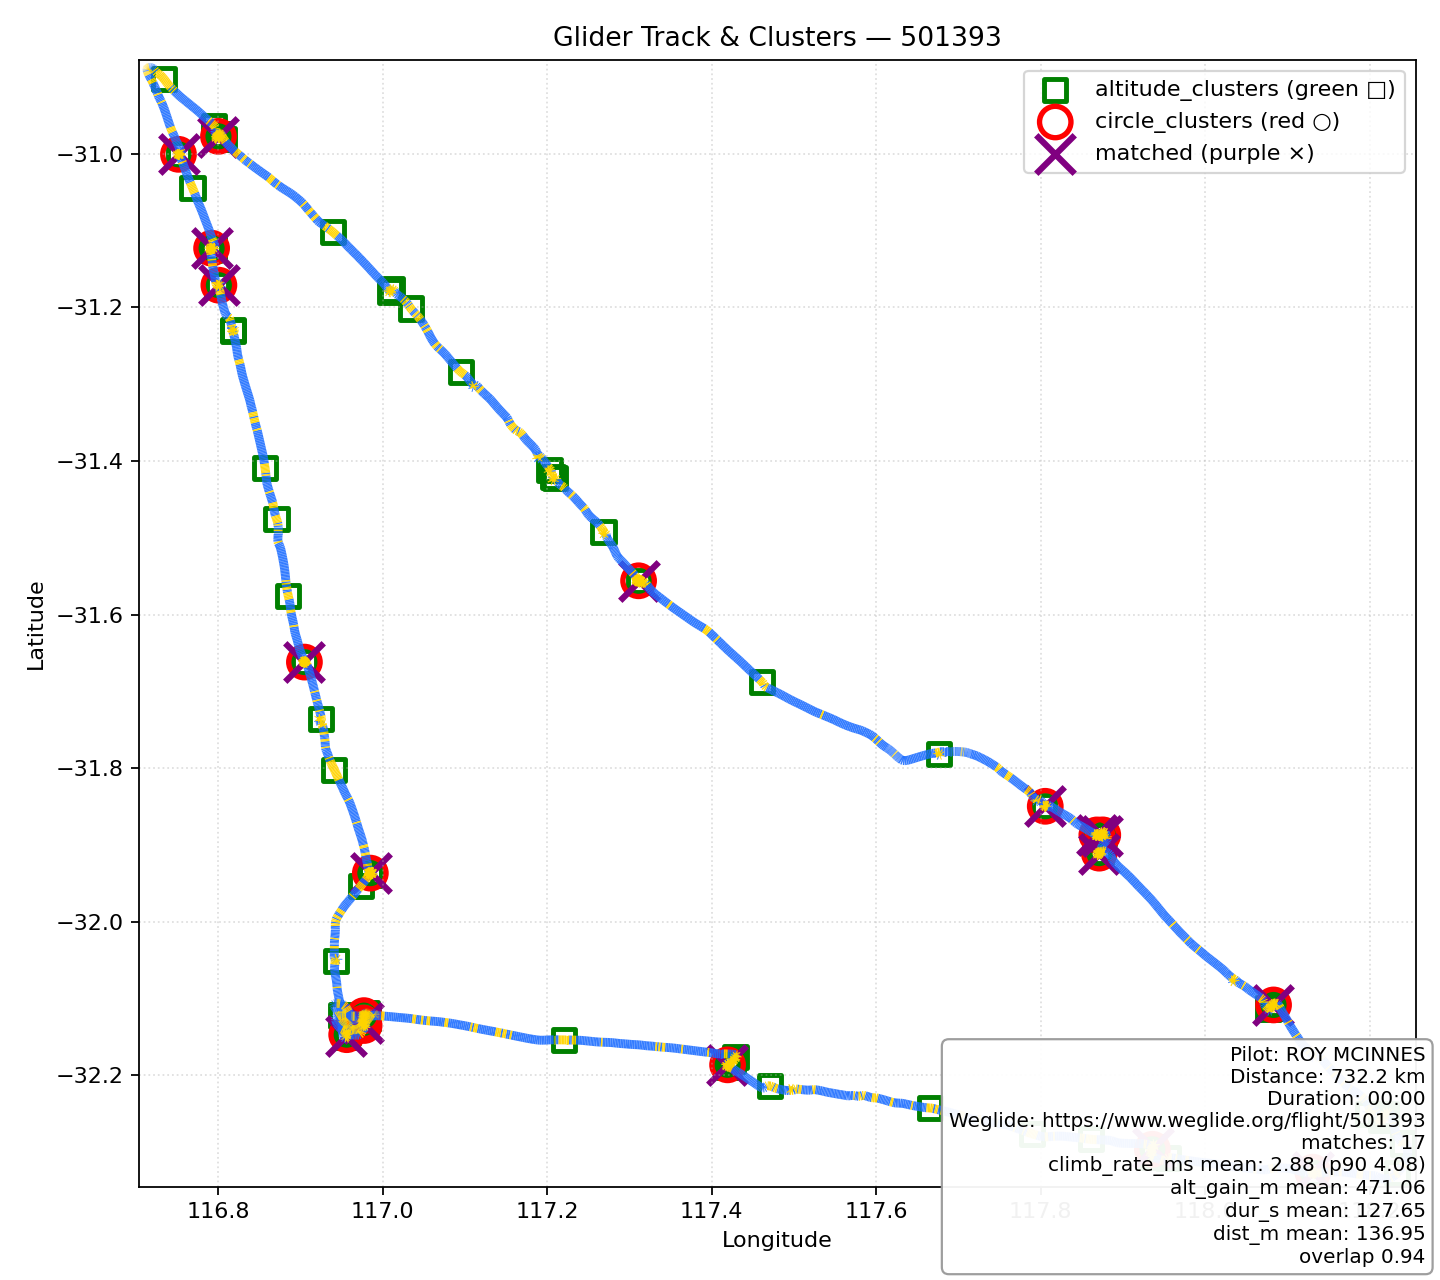 Glider Track & Clusters — 501393
altitude_clusters (green □)
circle_clusters (red ○)
matched (purple ×)
−31.0
−31.2
−31.4
−31.6
−31.8
−32.0
−32.2
Latitude
116.8
117.0
117.2
117.4
117.6
117.8
Longitude
Pilot: ROY MCINNES
Distance: 732.2 km
Duration: 00:00
Weglide: https://www.weglide.org/flight/501393
matches: 17
climb_rate_ms mean: 2.88 (p90 4.08)
alt_gain_m mean: 471.06
dur_s mean: 127.65
dist_m mean: 136.95
overlap 0.94